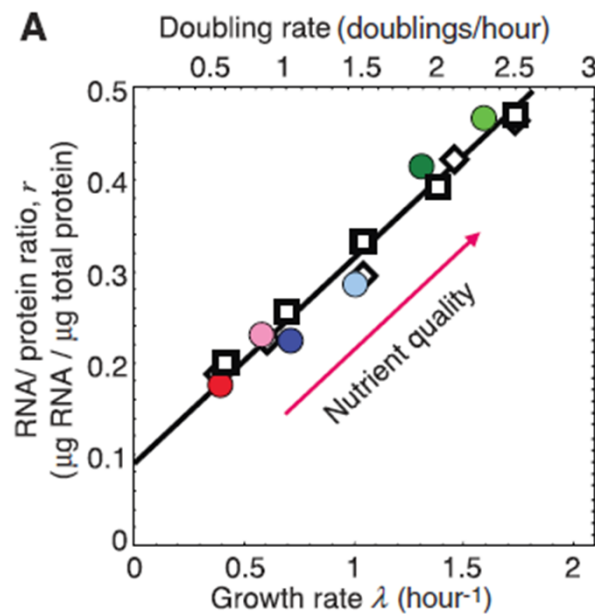 A
Doubling rate (doublings/hour)
0.5 1 1.5 2 2.5 3
RNA/ protein ratio, r
(μg RNA / μg total protein)
0.5
0.4
0.3
0.2
0.1
0
Nutrient quality
0 0.5 1 1.5 2
Growth rate λ (hour-1)